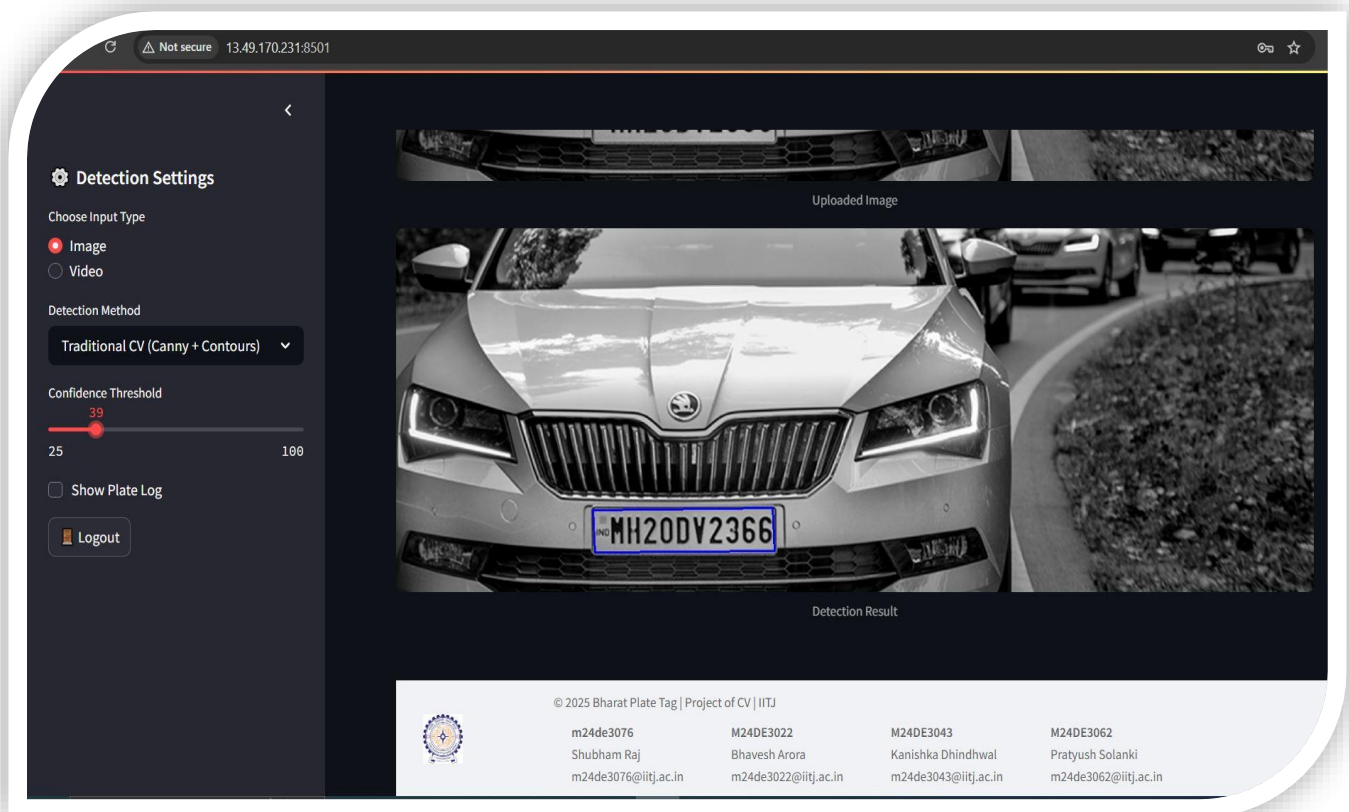 Not secure 13.49.170.231:8501
Detection Settings
Choose Input Type
Image
Video
Detection Method
Traditional CV (Canny + Contours)
Confidence Threshold
39
25 100
Show Plate Log
Logout
Uploaded Image
IND MH20DV2366
Detection Result
© 2025 Bharat Plate Tag | Project of CV | IITJ
m24de3076 M24DE3022 M24DE3043 M24DE3062
Shubham Raj Bhavesh Arora Kanishka Dhindhwal Pratyush Solanki
m24de3076@iitj.ac.in m24de3022@iitj.ac.in m24de3043@iitj.ac.in m24de3062@iitj.ac.in